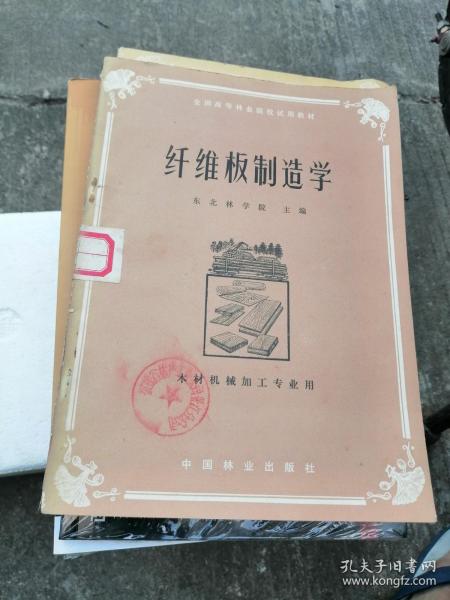 全国高等林业院校试用教材
纤维板制造学
东北林学院 主编
木材机械加工专业用
中国林业出版社
孔夫子旧书网
www.kongfz.com